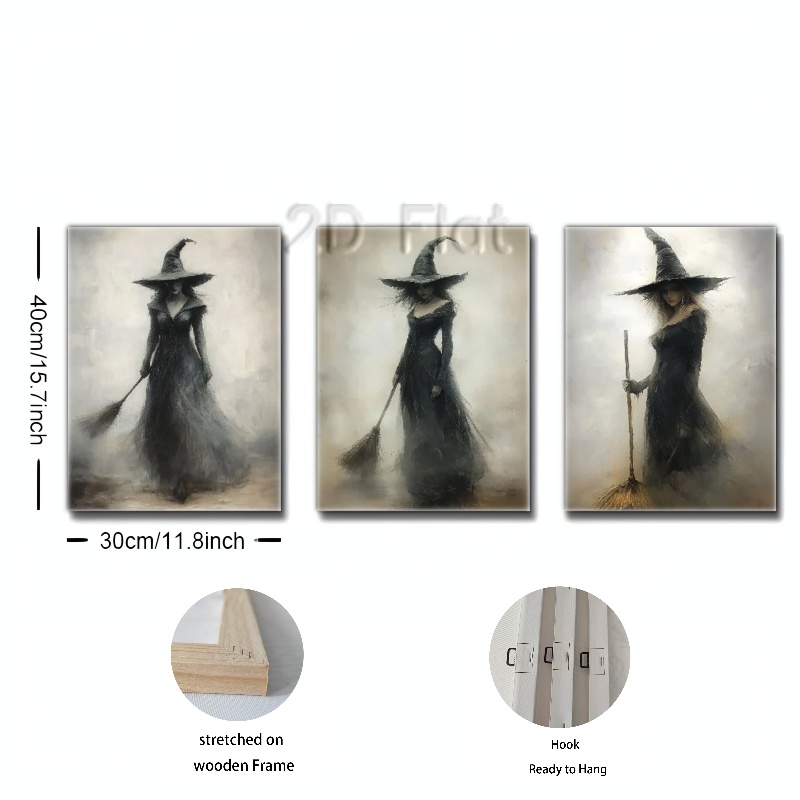 2D Flat
40cm/15.7inch
30cm/11.8inch
stretched on
wooden Frame
Hook
Ready to Hang